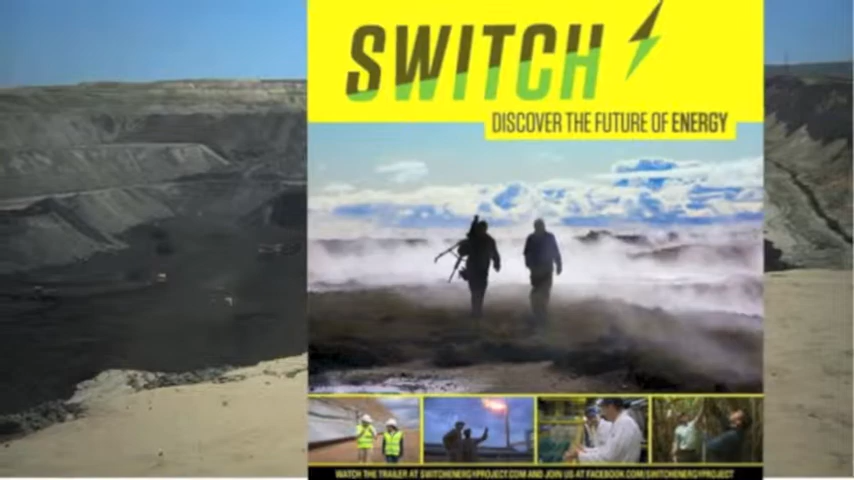 SWITCH
DISCOVER THE FUTURE OF ENERGY
WATCH THE TRAILER AT SWITCHENERGYPROJECT.COM AND JOIN US AT FACEBOOK.COM/SWITCHENERGYPROJECT